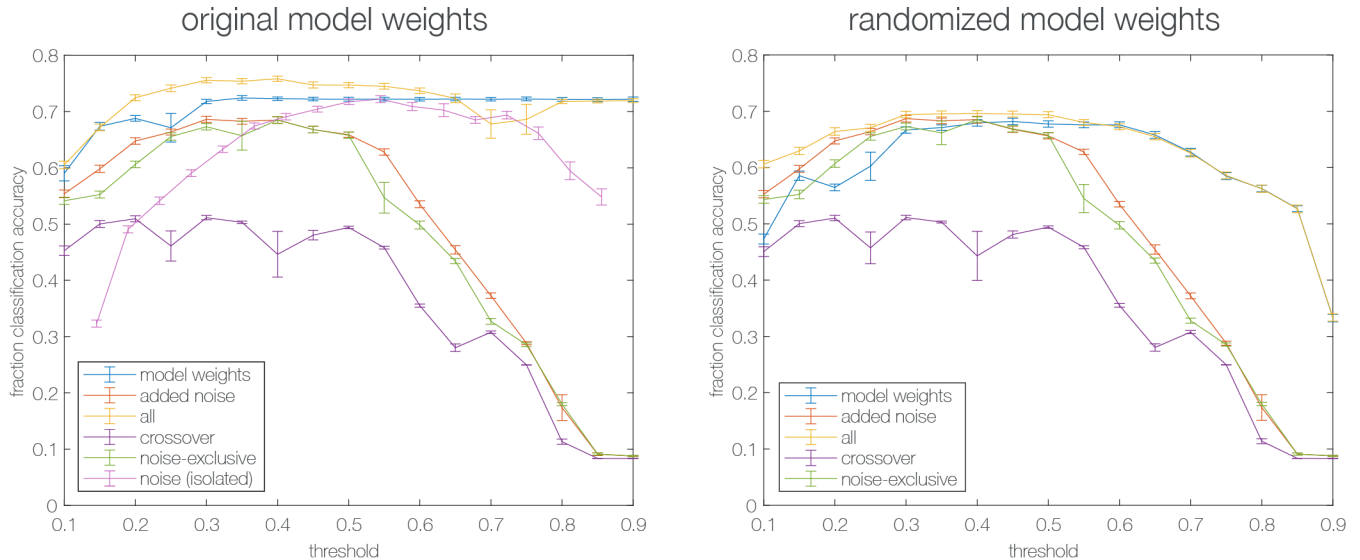 original model weights
fraction classification accuracy
0.8
0.7
0.6
0.5
0.4
0.3
0.2
0.1
0
model weights
added noise
all
crossover
noise-exclusive
noise (isolated)
0.1 0.2 0.3 0.4 0.5 0.6 0.7 0.8 0.9
threshold
randomized model weights
fraction classification accuracy
0.8
0.7
0.6
0.5
0.4
0.3
0.2
0.1
0
model weights
added noise
all
crossover
noise-exclusive
0.1 0.2 0.3 0.4 0.5 0.6 0.7 0.8 0.9
threshold